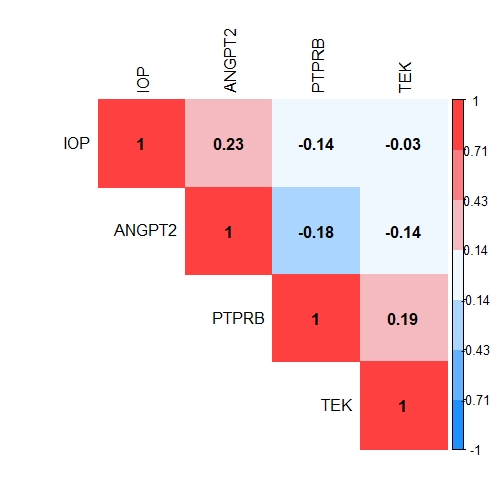 IOP ANGPT2 PTPRB TEK
IOP 1 0.23 -0.14 -0.03
ANGPT2 1 -0.18 -0.14
PTPRB 1 0.19
TEK 1
1
0.71
0.43
0.14
-0.14
-0.43
-0.71
-1